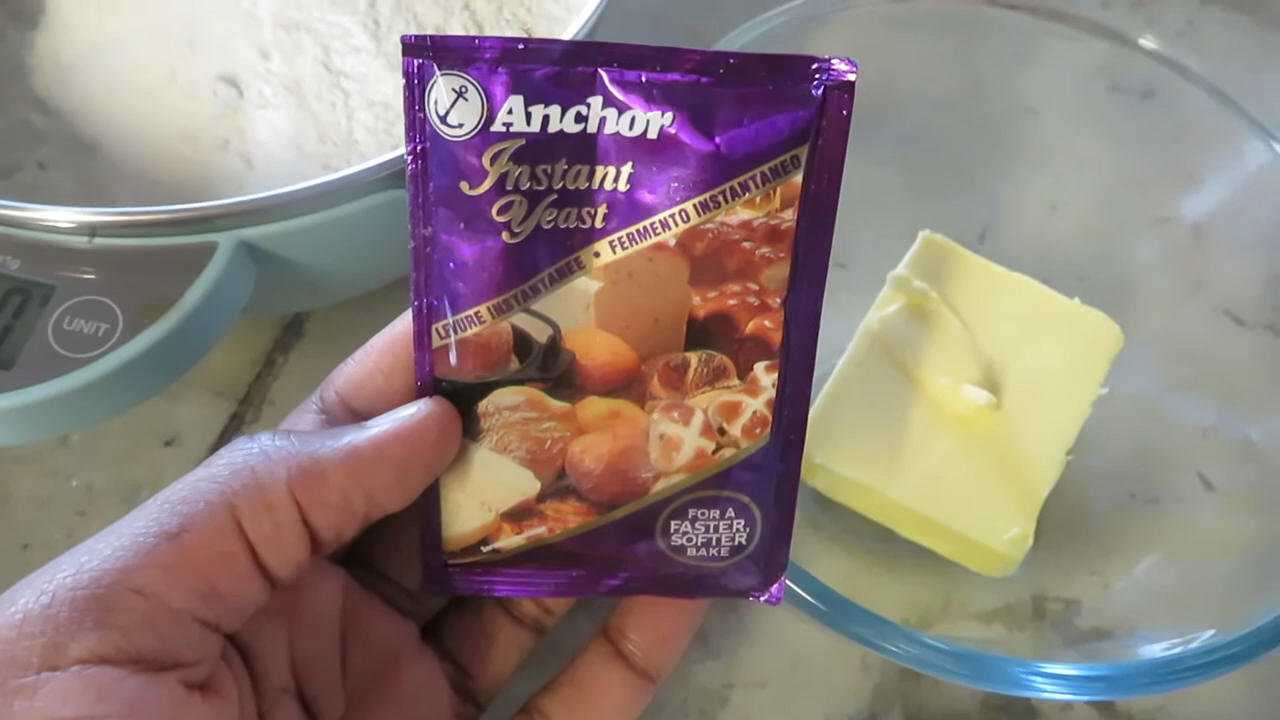 Anchor
Instant
Yeast
LEVURE INSTANTANEE • FERMENTO INSTANTANEO
FOR A
FASTER,
SOFTER
BAKE
UNIT